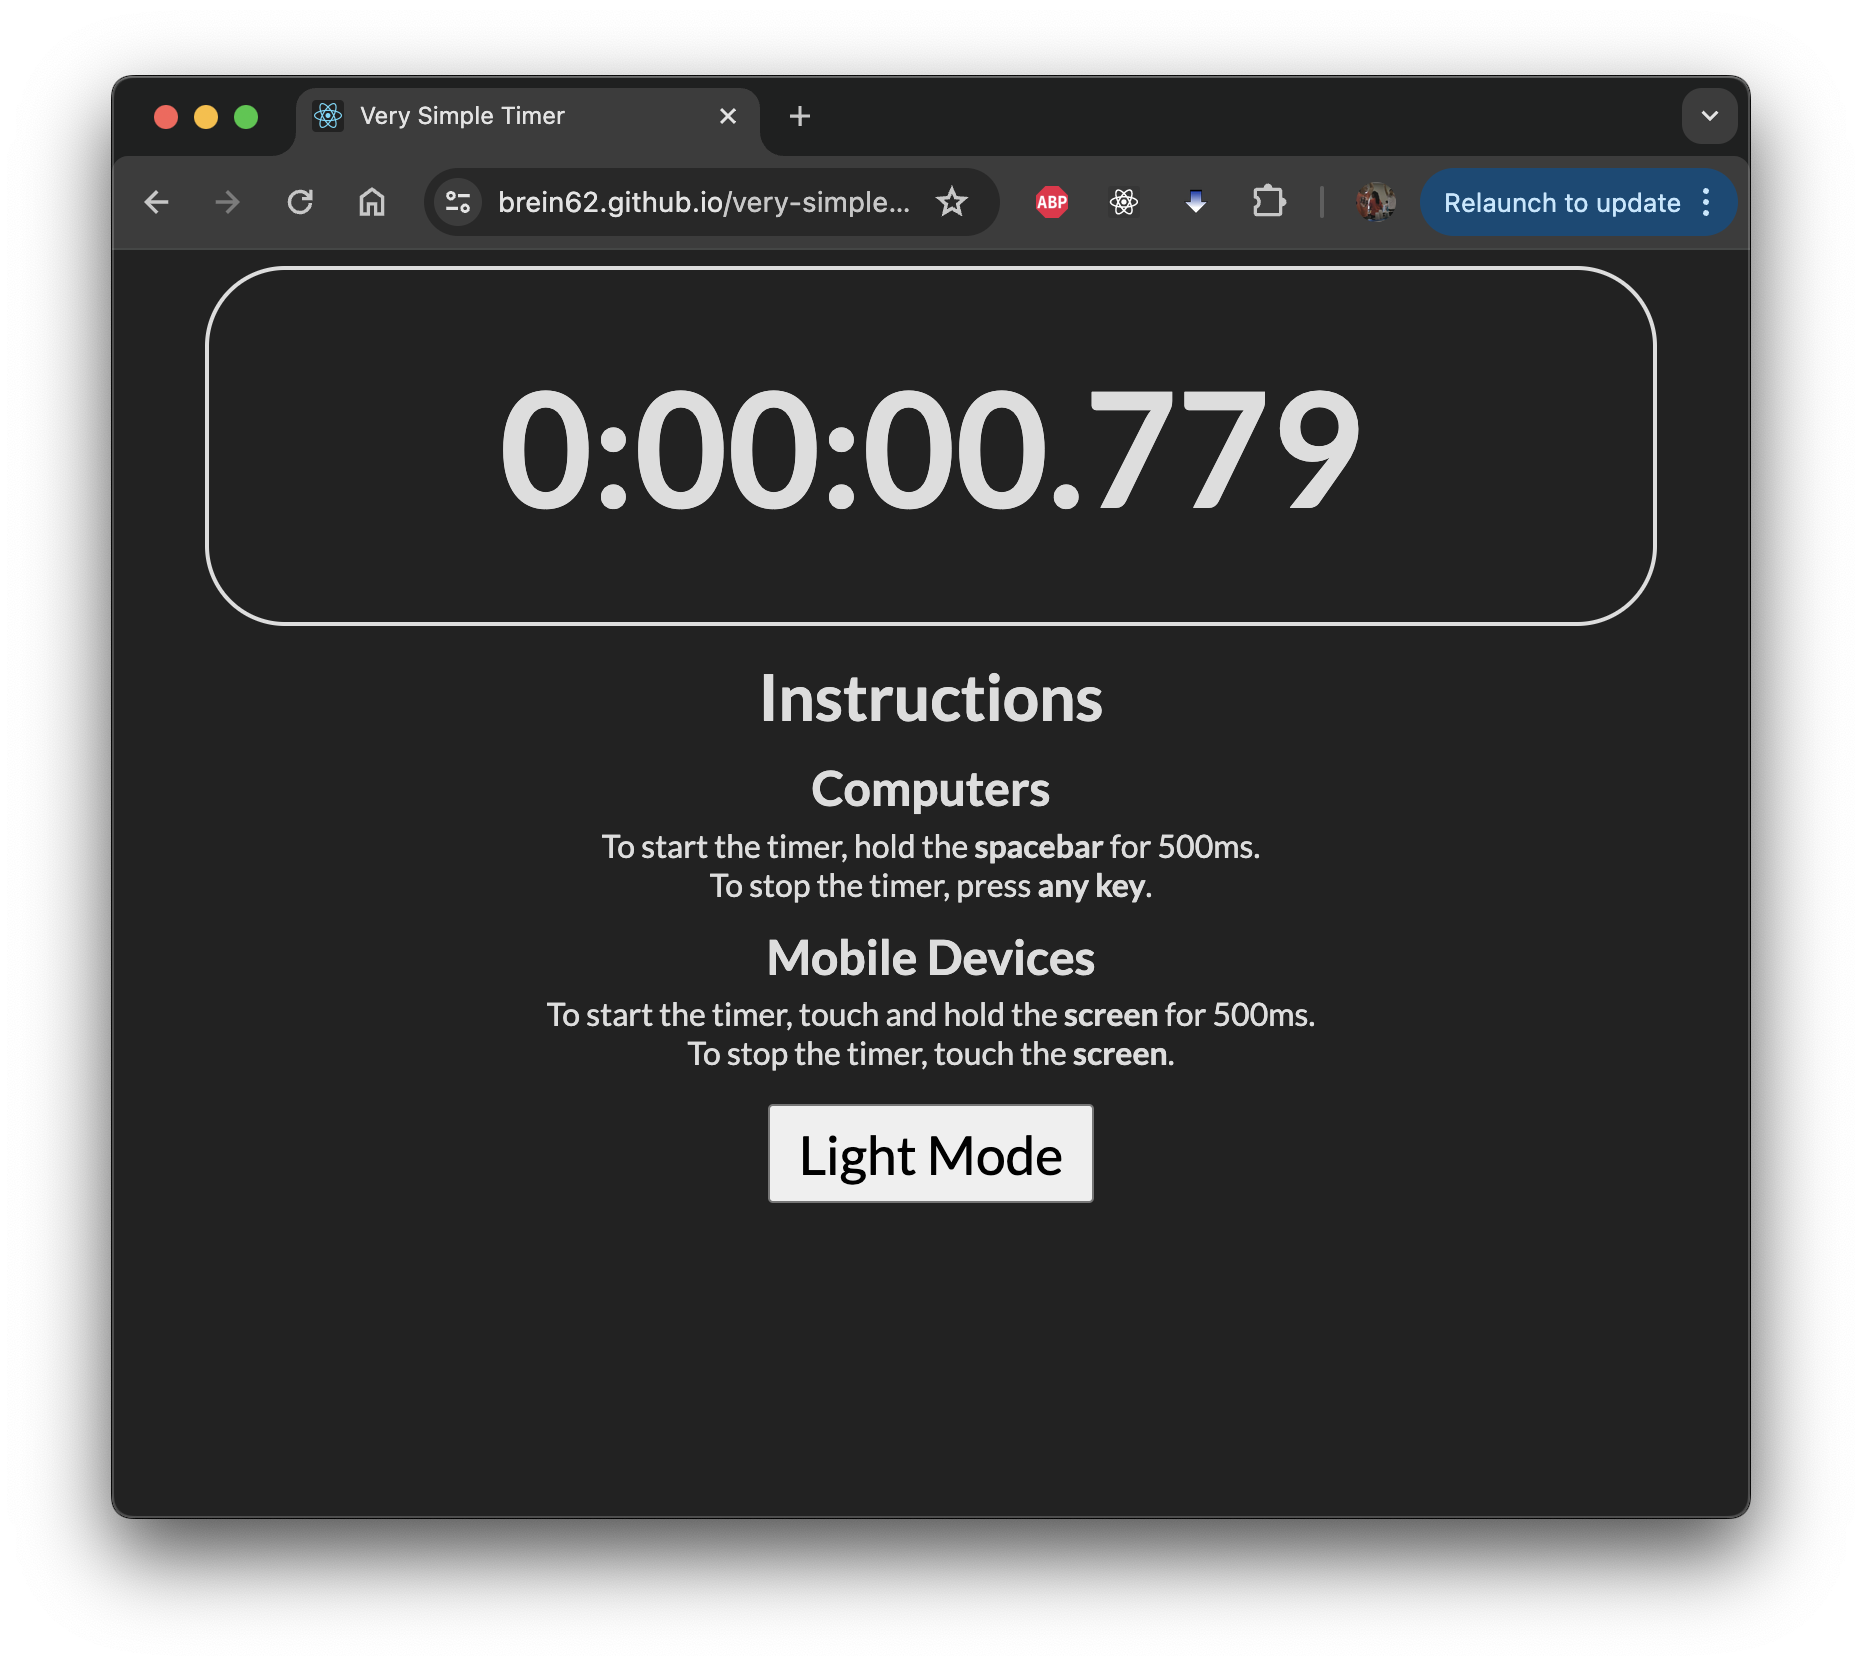 Very Simple Timer
brein62.github.io/very-simple...
ABP
Relaunch to update
0:00:00.779
Instructions
Computers
To start the timer, hold the spacebar for 500ms.
To stop the timer, press any key.
Mobile Devices
To start the timer, touch and hold the screen for 500ms.
To stop the timer, touch the screen.
Light Mode